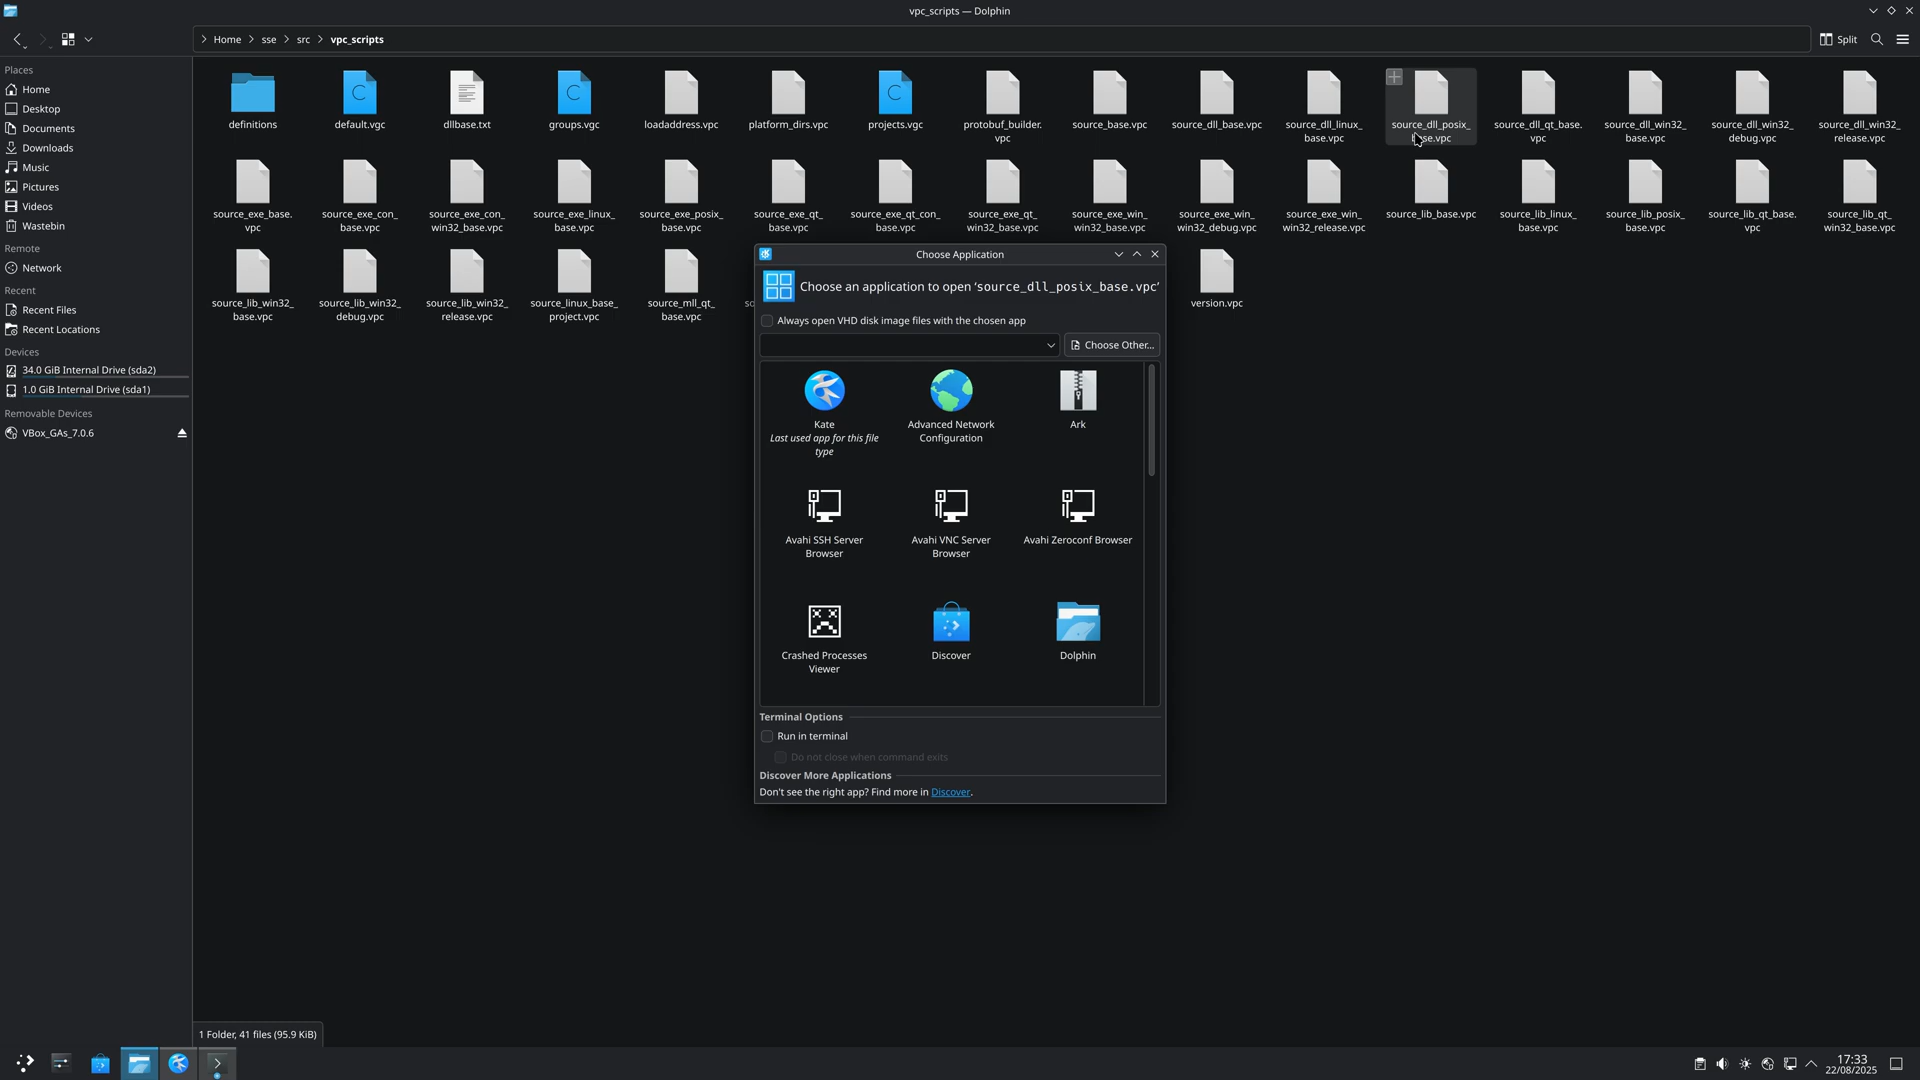 vpc_scripts — Dolphin
Home
sse
src
vpc_scripts
Split
Places
Home
Desktop
Documents
Downloads
Music
Pictures
Videos
Wastebin
Remote
Network
Recent
Recent Files
Recent Locations
Devices
34.0 GiB Internal Drive (sda2)
1.0 GiB Internal Drive (sda1)
Removable Devices
VBox_GAs_7.0.6
definitions
default.vgc
dllbase.txt
groups.vgc
loadaddress.vpc
platform_dirs.vpc
projects.vgc
protobuf_builder.
vpc
source_base.vpc
source_dll_base.vpc
source_dll_linux_
base.vpc
source_dll_posix_
base.vpc
source_dll_qt_base.
vpc
source_dll_win32_
base.vpc
source_dll_win32_
debug.vpc
source_dll_win32_
release.vpc
source_exe_base.
vpc
source_exe_con_
base.vpc
source_exe_con_
win32_base.vpc
source_exe_linux_
base.vpc
source_exe_posix_
base.vpc
source_exe_qt_
base.vpc
source_exe_qt_con_
base.vpc
source_exe_qt_
win32_base.vpc
source_exe_win_
win32_base.vpc
source_exe_win_
win32_debug.vpc
source_exe_win_
win32_release.vpc
source_lib_base.vpc
source_lib_linux_
base.vpc
source_lib_posix_
base.vpc
source_lib_qt_base.
vpc
source_lib_qt_
win32_base.vpc
source_lib_win32_
base.vpc
source_lib_win32_
debug.vpc
source_lib_win32_
release.vpc
source_linux_base_
project.vpc
source_mll_qt_
base.vpc
so
version.vpc
Choose Application
Choose an application to open ‘source_dll_posix_base.vpc’
Always open VHD disk image files with the chosen app
Choose Other...
Kate
Last used app for this file
type
Advanced Network
Configuration
Ark
Avahi SSH Server
Browser
Avahi VNC Server
Browser
Avahi Zeroconf Browser
Crashed Processes
Viewer
Discover
Dolphin
Terminal Options
Run in terminal
Do not close when command exits
Discover More Applications
Don't see the right app? Find more in Discover.
1 Folder, 41 files (95.9 KiB)
17:33
22/08/2025